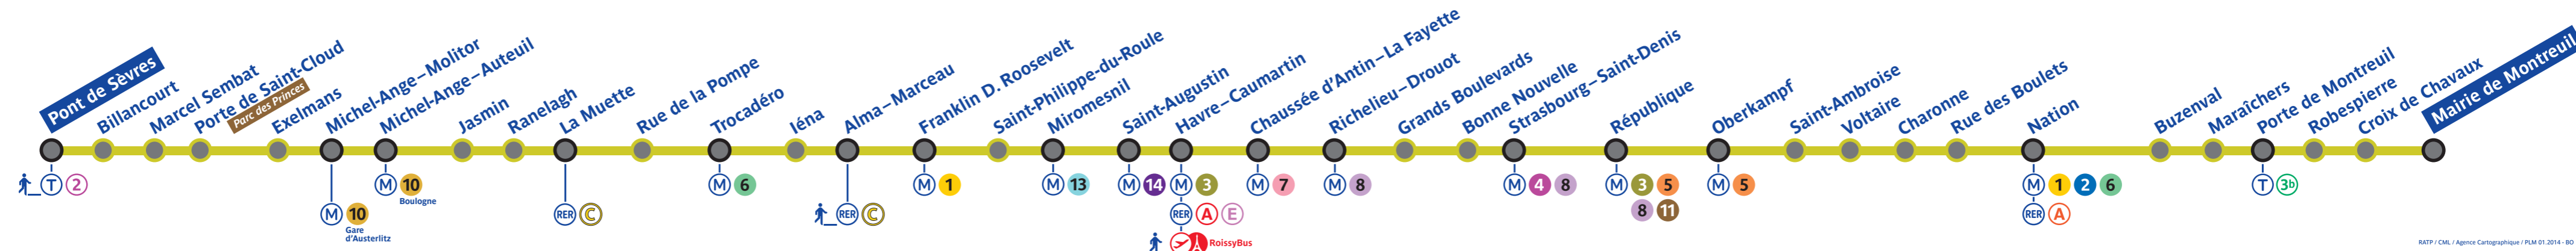 Pont de Sèvres
Billancourt
Marcel Sembat
Porte de Saint-Cloud
Parc des Princes
Exelmans
Michel-Ange–Molitor
Michel-Ange–Auteuil
Jasmin
Ranelagh
La Muette
Rue de la Pompe
Trocadéro
Iéna
Alma–Marceau
Franklin D. Roosevelt
Saint-Philippe-du-Roule
Miromesnil
Saint-Augustin
Havre–Caumartin
Chaussée d'Antin–La Fayette
Richelieu–Drouot
Grands Boulevards
Bonne Nouvelle
Strasbourg–Saint-Denis
République
Oberkampf
Saint-Ambroise
Voltaire
Charonne
Rue des Boulets
Nation
Buzenval
Maraîchers
Porte de Montreuil
Robespierre
Croix de Chavaux
Mairie de Montreuil
T 2
M 10
Boulogne
M 6
M 1
M 13
M 14
M 3
M 7
M 8
M 4 8
M 3 5
8 11
M 5
M 1 2 6
T 3b
M 10
Gare
d'Austerlitz
RER C
RER C
RER A E
RER A
RoissyBus
RATP / CML / Agence Cartographique / PLM 01.2014 - BO